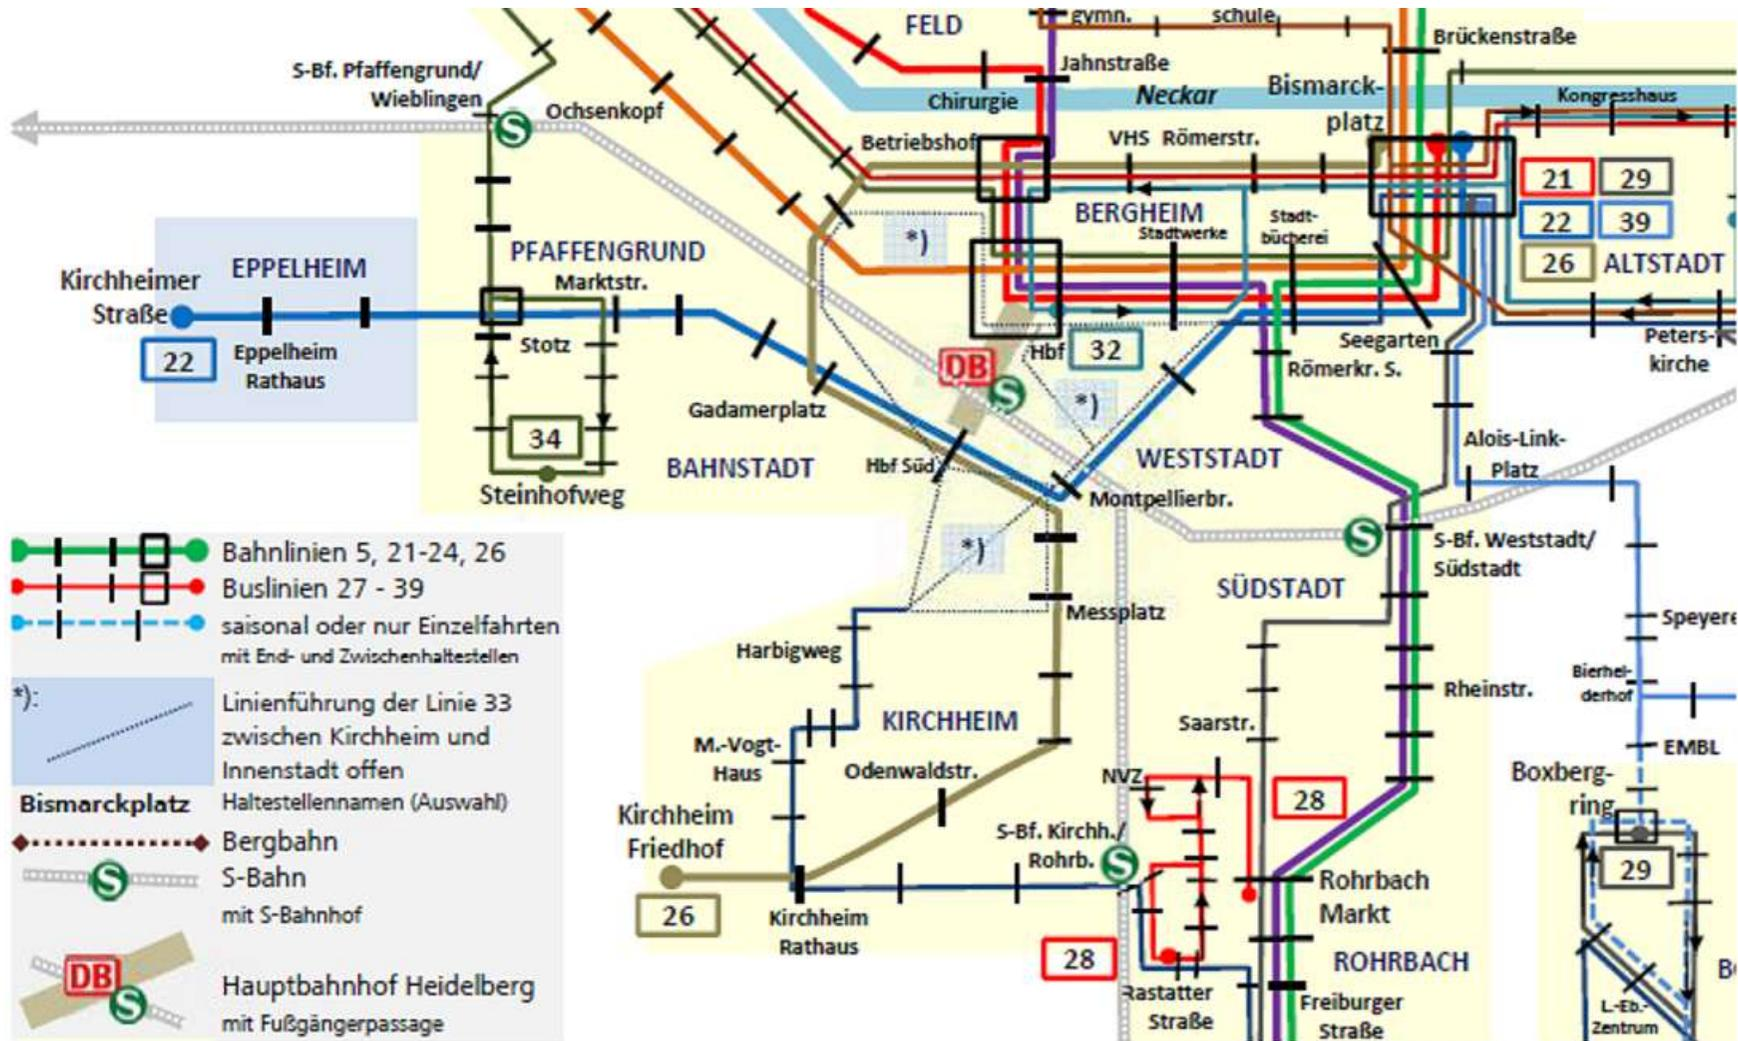 FELD
gymn.
schule
Brückenstraße
S-Bf. Pfaffengrund/
Wieblingen
S
Ochsenkopf
Jahnstraße
Chirurgie
Neckar
Bismarck-
platz
Kongresshaus
Betriebshof
VHS
Römerstr.
21
29
22
39
26
ALTSTADT
BERGHEIM
Stadtwerke
Stadt-
bücherei
*)
EPPELHEIM
PFAFFENGRUND
Marktstr.
Kirchheimer
Straße
22
Eppelheim
Rathaus
Stotz
34
Steinhofweg
Gadamerplatz
BAHNSTADT
DB
S
Hbf
32
*)
Seegarten
Römerkr. S.
Peters-
kirche
Hbf Süd
WESTSTADT
Montpellierbr.
Alois-Link-
Platz
S
S-Bf. Weststadt/
Südstadt
*)
SÜDSTADT
Messplatz
Speyere
Harbigweg
Bierhel-
derhof
Rheinstr.
KIRCHHEIM
Saarstr.
M.-Vogt-
Haus
Odenwaldstr.
NVZ
EMBL
Boxberg-
ring
28
Kirchheim
Friedhof
26
S-Bf. Kirchh./
Rohrb.
S
29
Kirchheim
Rathaus
Rohrbach
Markt
28
ROHRBACH
Rastatter
Straße
Freiburger
Straße
L.-Eb.-
Zentrum
Bahnlinien 5, 21-24, 26
Buslinien 27 - 39
saisonal oder nur Einzelfahrten
mit End- und Zwischenhaltestellen
*):
Linienführung der Linie 33
zwischen Kirchheim und
Innenstadt offen
Bismarckplatz
Haltestellennamen (Auswahl)
Bergbahn
S
S-Bahn
mit S-Bahnhof
DB
S
Hauptbahnhof Heidelberg
mit Fußgängerpassage